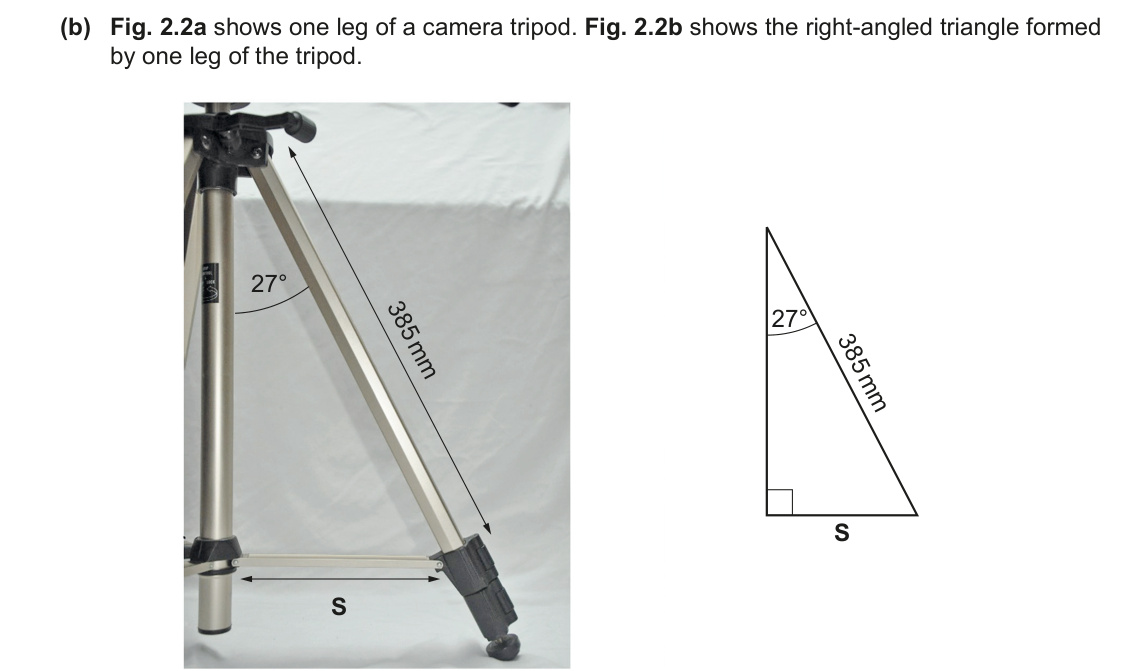 (b) Fig. 2.2a shows one leg of a camera tripod. Fig. 2.2b shows the right-angled triangle formed
by one leg of the tripod.
27°
385 mm
S
27°
385 mm
S